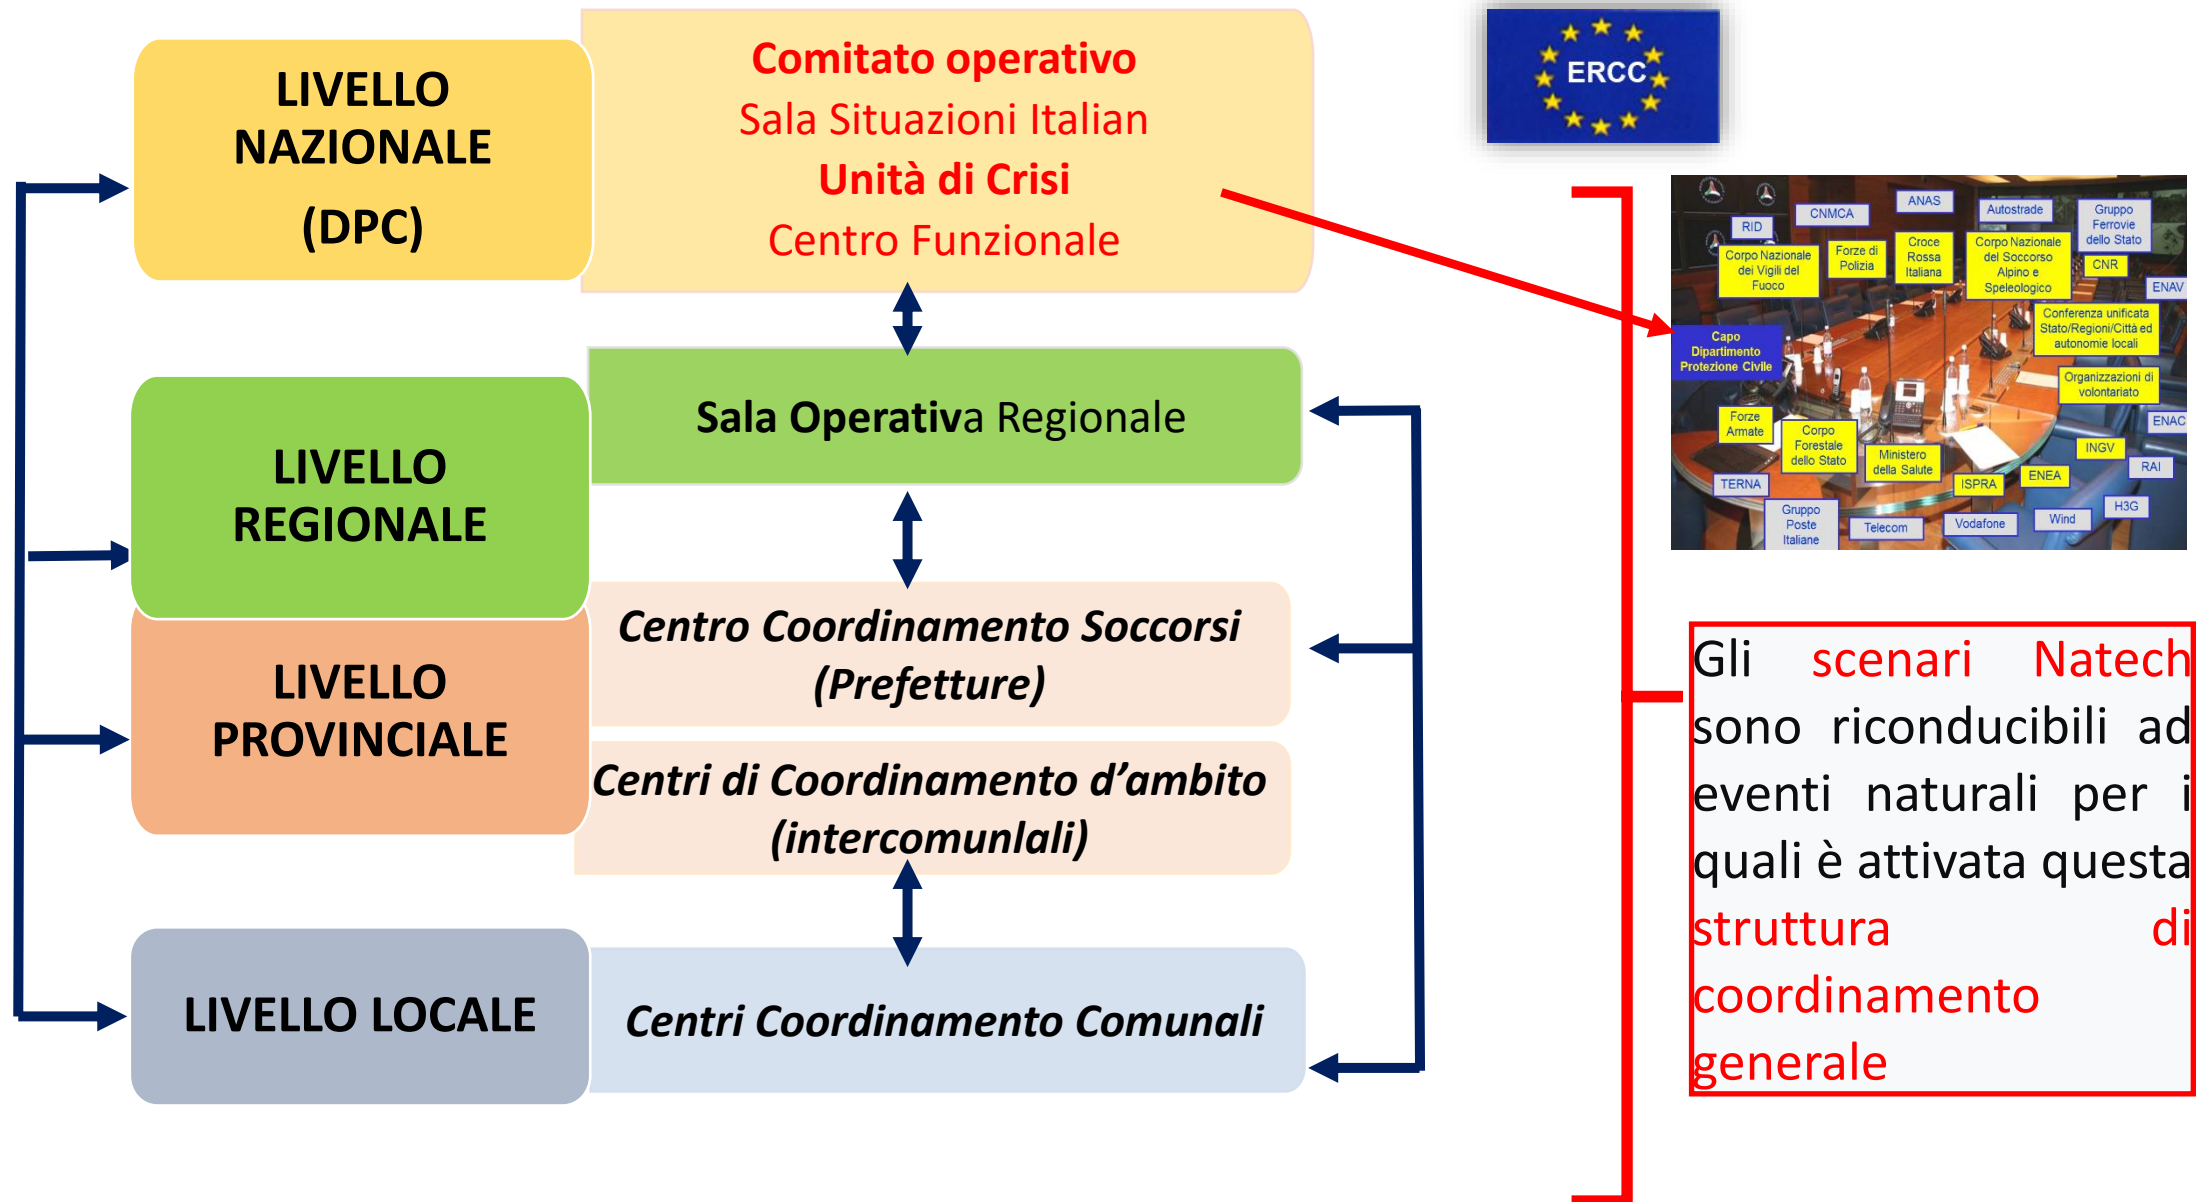 LIVELLO
NAZIONALE
(DPC)
Comitato operativo
Sala Situazioni Italian
Unità di Crisi
Centro Funzionale
ERCC
LIVELLO
REGIONALE
Sala Operativa Regionale
LIVELLO
PROVINCIALE
Centro Coordinamento Soccorsi
(Prefetture)
Centri di Coordinamento d’ambito
(intercomunlali)
LIVELLO LOCALE
Centri Coordinamento Comunali
RID
CNMCA
ANAS
Autostrade
Gruppo
Ferrovie
dello Stato
Corpo Nazionale
dei Vigili del
Fuoco
Forze di
Polizia
Croce
Rossa
Italiana
Corpo Nazionale
del Soccorso
Alpino e
Speleologico
CNR
ENAV
Conferenza unificata
Stato/Regioni/Città ed
autonomie locali
Capo
Dipartimento
Protezione Civile
Organizzazioni di
volontariato
ENAC
Forze
Armate
Corpo
Forestale
dello Stato
Ministero
della Salute
ISPRA
ENEA
INGV
RAI
TERNA
Gruppo
Poste
Italiane
Telecom
Vodafone
Wind
H3G
Gli scenari Natech
sono riconducibili ad
eventi naturali per i
quali è attivata questa
struttura di
coordinamento
generale